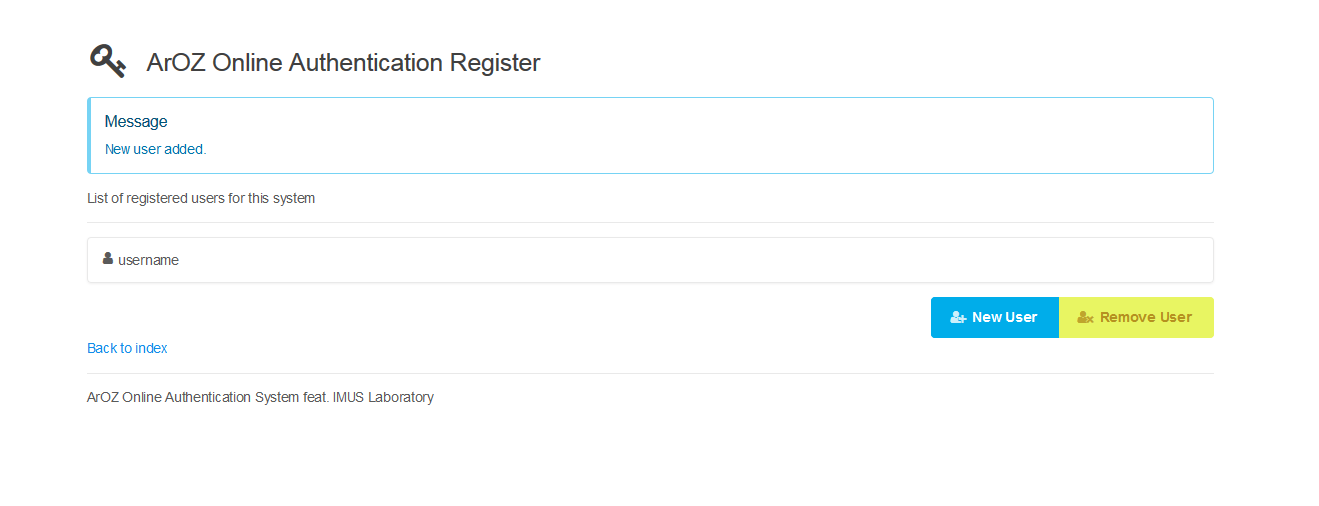 ArOZ Online Authentication Register
Message
New user added.
List of registered users for this system
username
New User
Remove User
Back to index
ArOZ Online Authentication System feat. IMUS Laboratory